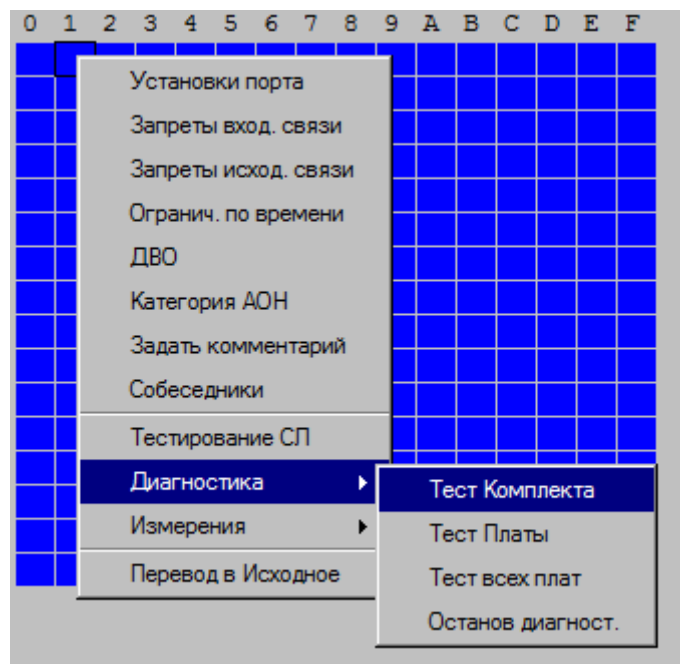 0 1 2 3 4 5 6 7 8 9 A B C D E F
Установки порта
Запреты вход. связи
Запреты исход. связи
Огранич. по времени
ДВО
Категория АОН
Задать комментарий
Собеседники
Тестирование СЛ
Диагностика
Измерения
Перевод в Исходное
Тест Комплекта
Тест Платы
Тест всех плат
Останов диагност.